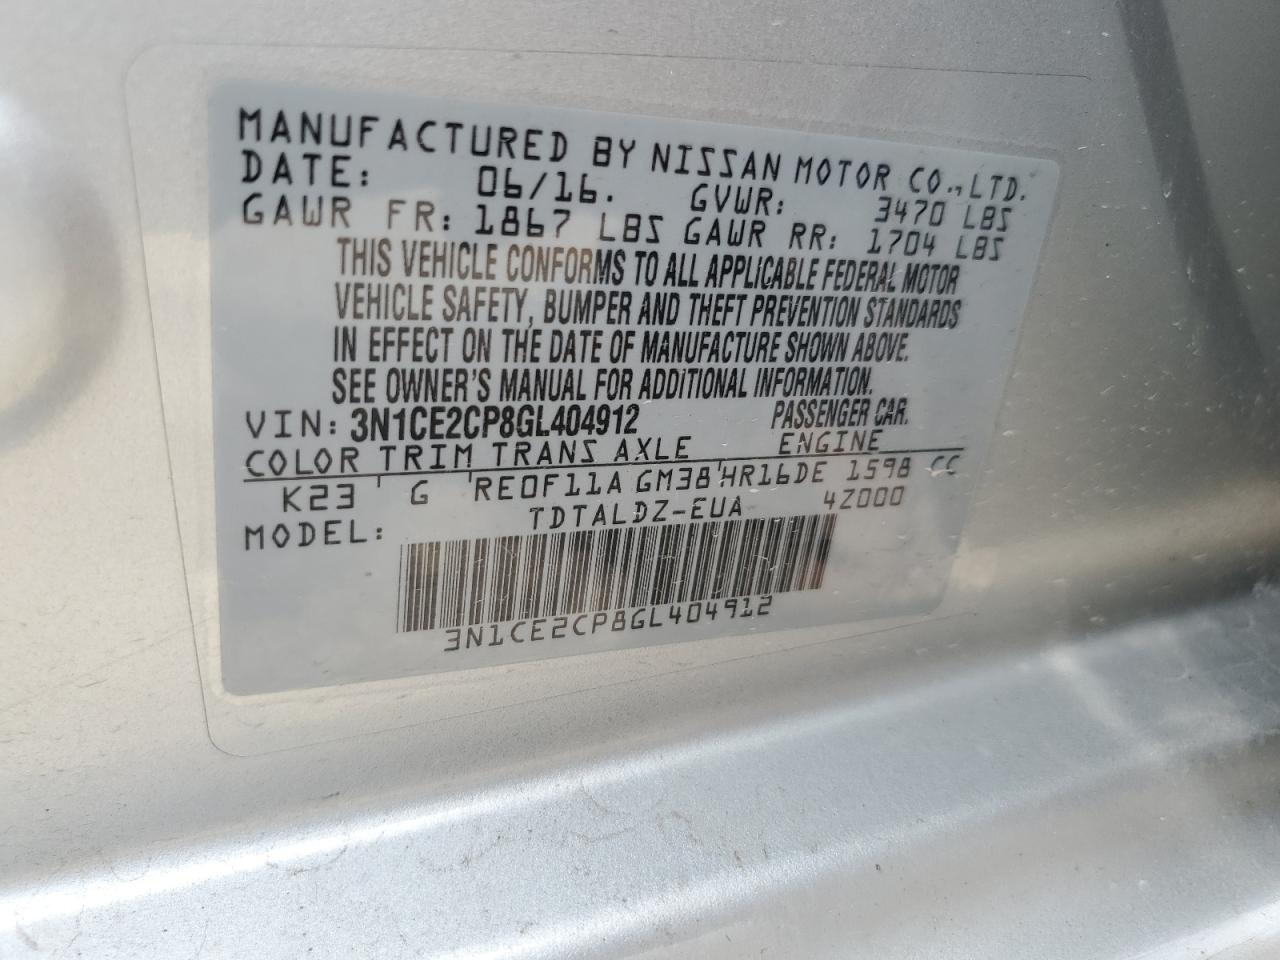 MANUFACTURED BY NISSAN MOTOR CO.,LTD.
DATE: 06/16. GVWR: 3470 LBS
GAWR FR: 1867 LBS GAWR RR: 1704 LBS
THIS VEHICLE CONFORMS TO ALL APPLICABLE FEDERAL MOTOR
VEHICLE SAFETY, BUMPER AND THEFT PREVENTION STANDARDS
IN EFFECT ON THE DATE OF MANUFACTURE SHOWN ABOVE.
SEE OWNER'S MANUAL FOR ADDITIONAL INFORMATION.
VIN: 3N1CE2CP8GL404912 PASSENGER CAR.
COLOR TRIM TRANS AXLE ENGINE
K23 G RE0F11A GM38 HR16DE 1598 CC
MODEL: TDTALDZ-EUA 4Z000
3N1CE2CP8GL404912